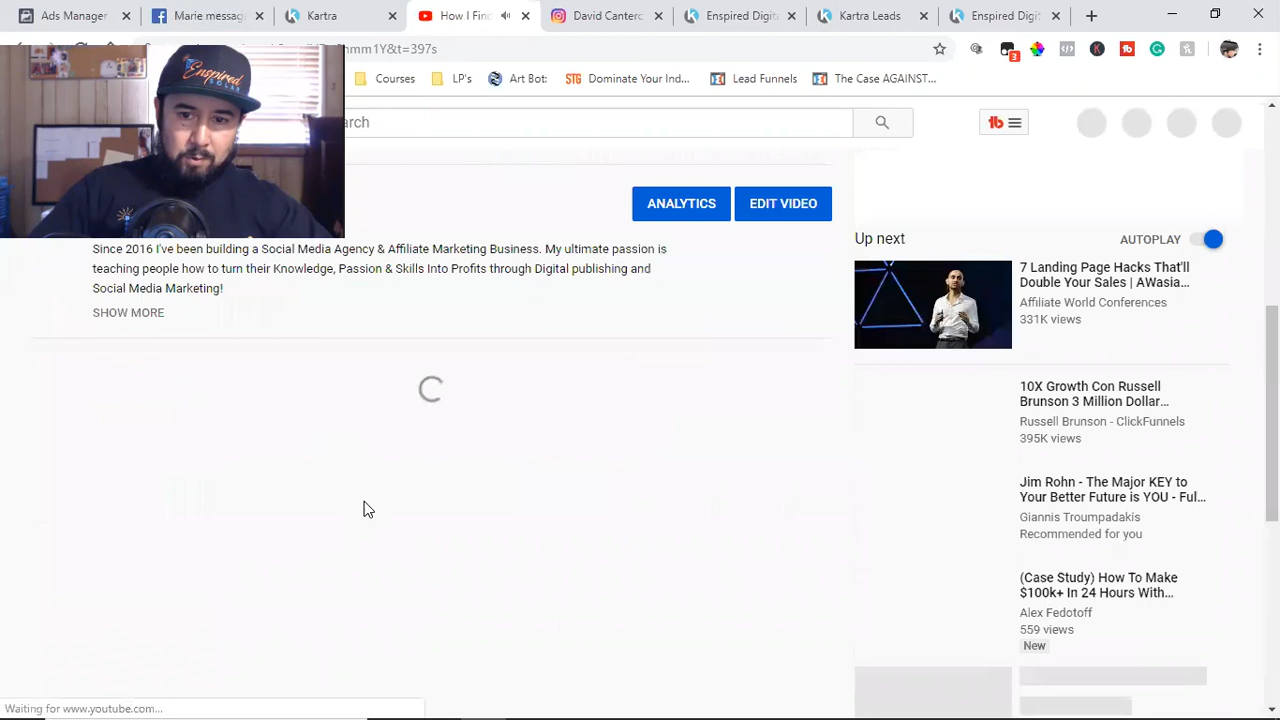 Ads Manager
Marie messag
Kartra
How I Find
David Canterc
Enspired Digit
Kartra Leads
Enspired Digit
mm1Y&t=397s
3
Courses
LP's
Art Bot:
STG Dominate Your Ind...
Lead Funnels
The Case AGAINST...
Enspired
SOLAR
arch
ANALYTICS
EDIT VIDEO
Since 2016 I've been building a Social Media Agency & Affiliate Marketing Business. My ultimate passion is
teaching people how to turn their Knowledge, Passion & Skills Into Profits through Digital publishing and
Social Media Marketing!
SHOW MORE
Up next
AUTOPLAY
7 Landing Page Hacks That'll
Double Your Sales | AWasia...
Affiliate World Conferences
331K views
10X Growth Con Russell
Brunson 3 Million Dollar...
Russell Brunson - ClickFunnels
395K views
Jim Rohn - The Major KEY to
Your Better Future is YOU - Ful...
Giannis Troumpadakis
Recommended for you
(Case Study) How To Make
$100k+ In 24 Hours With...
Alex Fedotoff
559 views
New
Waiting for www.youtube.com...